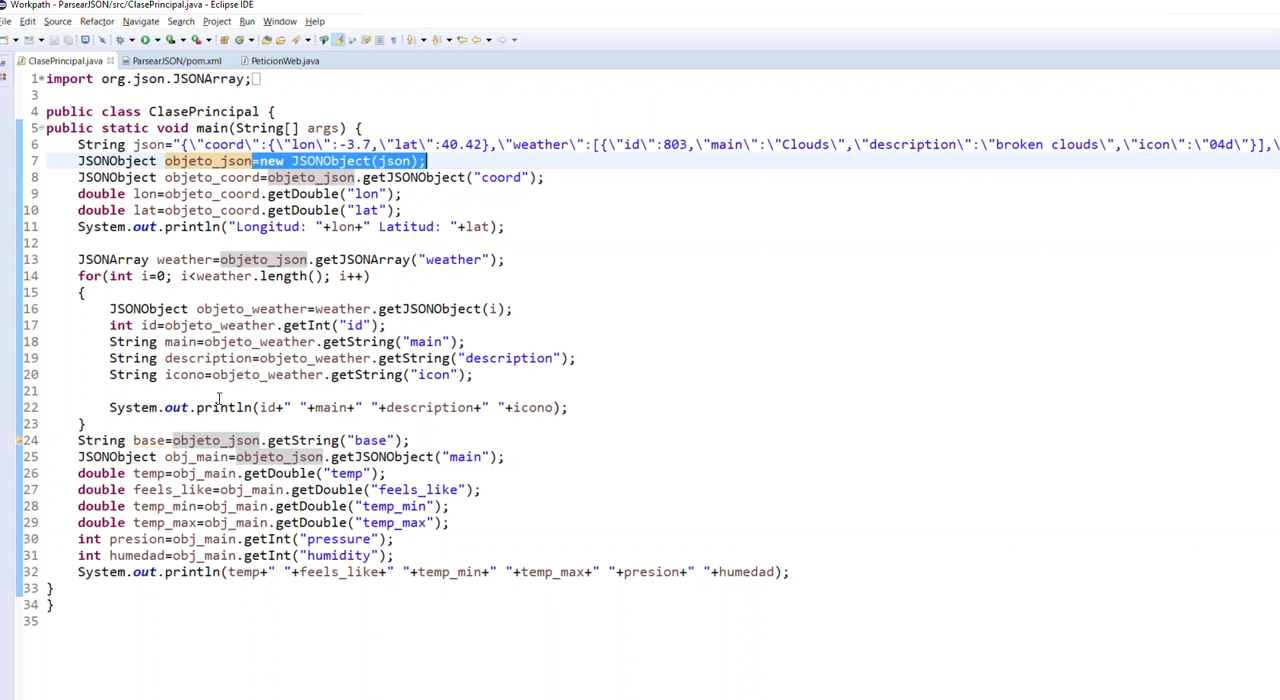 Workpath - ParsearJSON/src/ClasePrincipal.java - Eclipse IDE
File Edit Source Refactor Navigate Search Project Run Window Help
ClasePrincipal.java ParsearJSON/pom.xml PeticionWeb.java
1 import org.json.JSONArray;
3
4 public class ClasePrincipal {
5 public static void main(String[] args) {
6 String json="{\"coord\":{\"lon\":-3.7,\"lat\":40.42},\"weather\":[{\"id\":803,\"main\":\"Clouds\",\"description\":\"broken clouds\",\"icon\":\"04d\"}],\
7 JSONObject objeto_json=new JSONObject(json);
8 JSONObject objeto_coord=objeto_json.getJSONObject("coord");
9 double lon=objeto_coord.getDouble("lon");
10 double lat=objeto_coord.getDouble("lat");
11 System.out.println("Longitud: "+lon+" Latitud: "+lat);
12
13 JSONArray weather=objeto_json.getJSONArray("weather");
14 for(int i=0; i<weather.length(); i++)
15 {
16 JSONObject objeto_weather=weather.getJSONObject(i);
17 int id=objeto_weather.getInt("id");
18 String main=objeto_weather.getString("main");
19 String description=objeto_weather.getString("description");
20 String icono=objeto_weather.getString("icon");
21
22 System.out.println(id+" "+main+" "+description+" "+icono);
23 }
24 String base=objeto_json.getString("base");
25 JSONObject obj_main=objeto_json.getJSONObject("main");
26 double temp=obj_main.getDouble("temp");
27 double feels_like=obj_main.getDouble("feels_like");
28 double temp_min=obj_main.getDouble("temp_min");
29 double temp_max=obj_main.getDouble("temp_max");
30 int presion=obj_main.getInt("pressure");
31 int humedad=obj_main.getInt("humidity");
32 System.out.println(temp+" "+feels_like+" "+temp_min+" "+temp_max+" "+presion+" "+humedad);
33 }
34 }
35